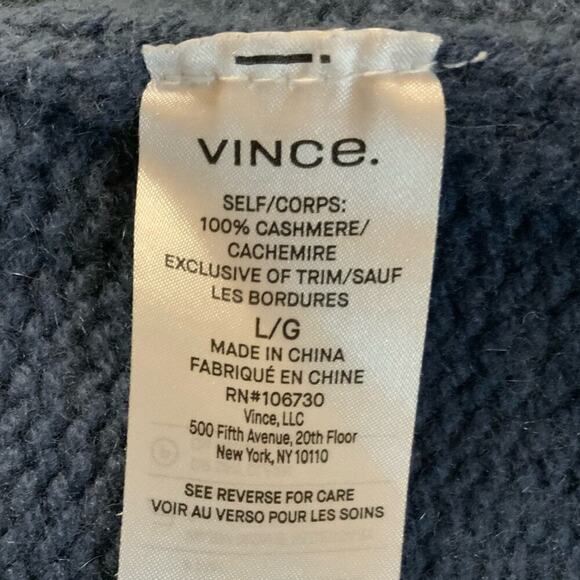 VINCe.
SELF/CORPS:
100% CASHMERE/
CACHEMIRE
EXCLUSIVE OF TRIM/SAUF
LES BORDURES
L/G
MADE IN CHINA
FABRIQUÉ EN CHINE
RN#106730
Vince, LLC
500 Fifth Avenue, 20th Floor
New York, NY 10110
SEE REVERSE FOR CARE
VOIR AU VERSO POUR LES SOINS